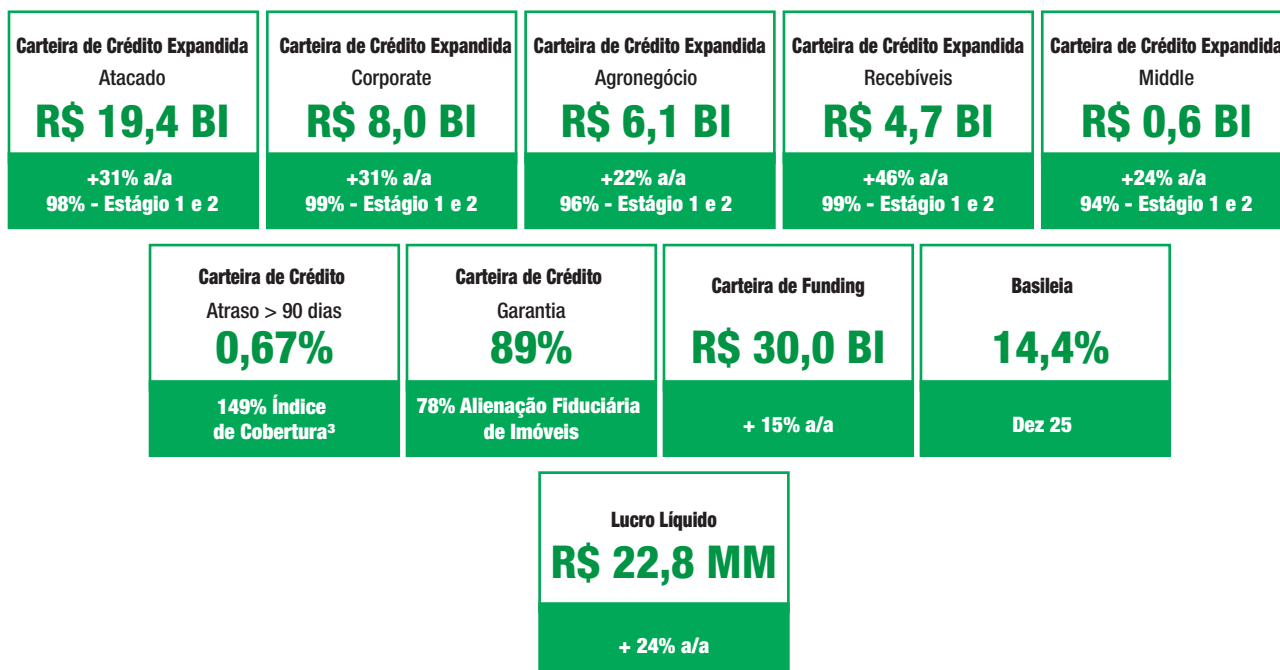 Carteira de Crédito Expandida
Atacado
R$ 19,4 BI
+31% a/a
98% - Estágio 1 e 2
Carteira de Crédito Expandida
Corporate
R$ 8,0 BI
+31% a/a
99% - Estágio 1 e 2
Carteira de Crédito Expandida
Agronegócio
R$ 6,1 BI
+22% a/a
96% - Estágio 1 e 2
Carteira de Crédito Expandida
Recebíveis
R$ 4,7 BI
+46% a/a
99% - Estágio 1 e 2
Carteira de Crédito Expandida
Middle
R$ 0,6 BI
+24% a/a
94% - Estágio 1 e 2
Carteira de Crédito
Atraso > 90 dias
0,67%
149% Índice
de Cobertura³
Carteira de Crédito
Garantia
89%
78% Alienação Fiduciária
de Imóveis
Carteira de Funding
R$ 30,0 BI
+ 15% a/a
Basileia
14,4%
Dez 25
Lucro Líquido
R$ 22,8 MM
+ 24% a/a